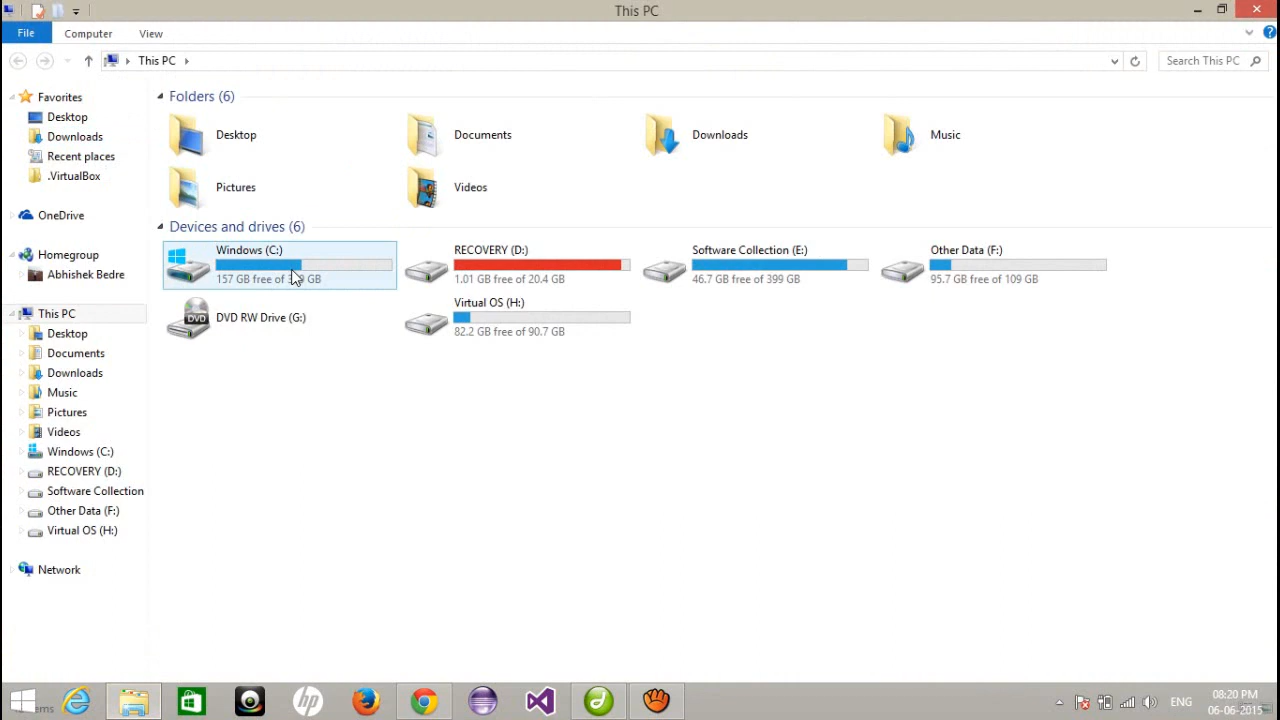 This PC
File
Computer
View
This PC
Search This PC
Favorites
Desktop
Downloads
Recent places
.VirtualBox
OneDrive
Homegroup
Abhishek Bedre
This PC
Desktop
Documents
Downloads
Music
Pictures
Videos
Windows (C:)
RECOVERY (D:)
Software Collection
Other Data (F:)
Virtual OS (H:)
Network
Folders (6)
Desktop
Documents
Downloads
Music
Pictures
Videos
Devices and drives (6)
Windows (C:)
157 GB free of GB
RECOVERY (D:)
1.01 GB free of 20.4 GB
Software Collection (E:)
46.7 GB free of 399 GB
Other Data (F:)
95.7 GB free of 109 GB
DVD
DVD RW Drive (G:)
Virtual OS (H:)
82.2 GB free of 90.7 GB
hp
ENG
08:20 PM
06-06-2015